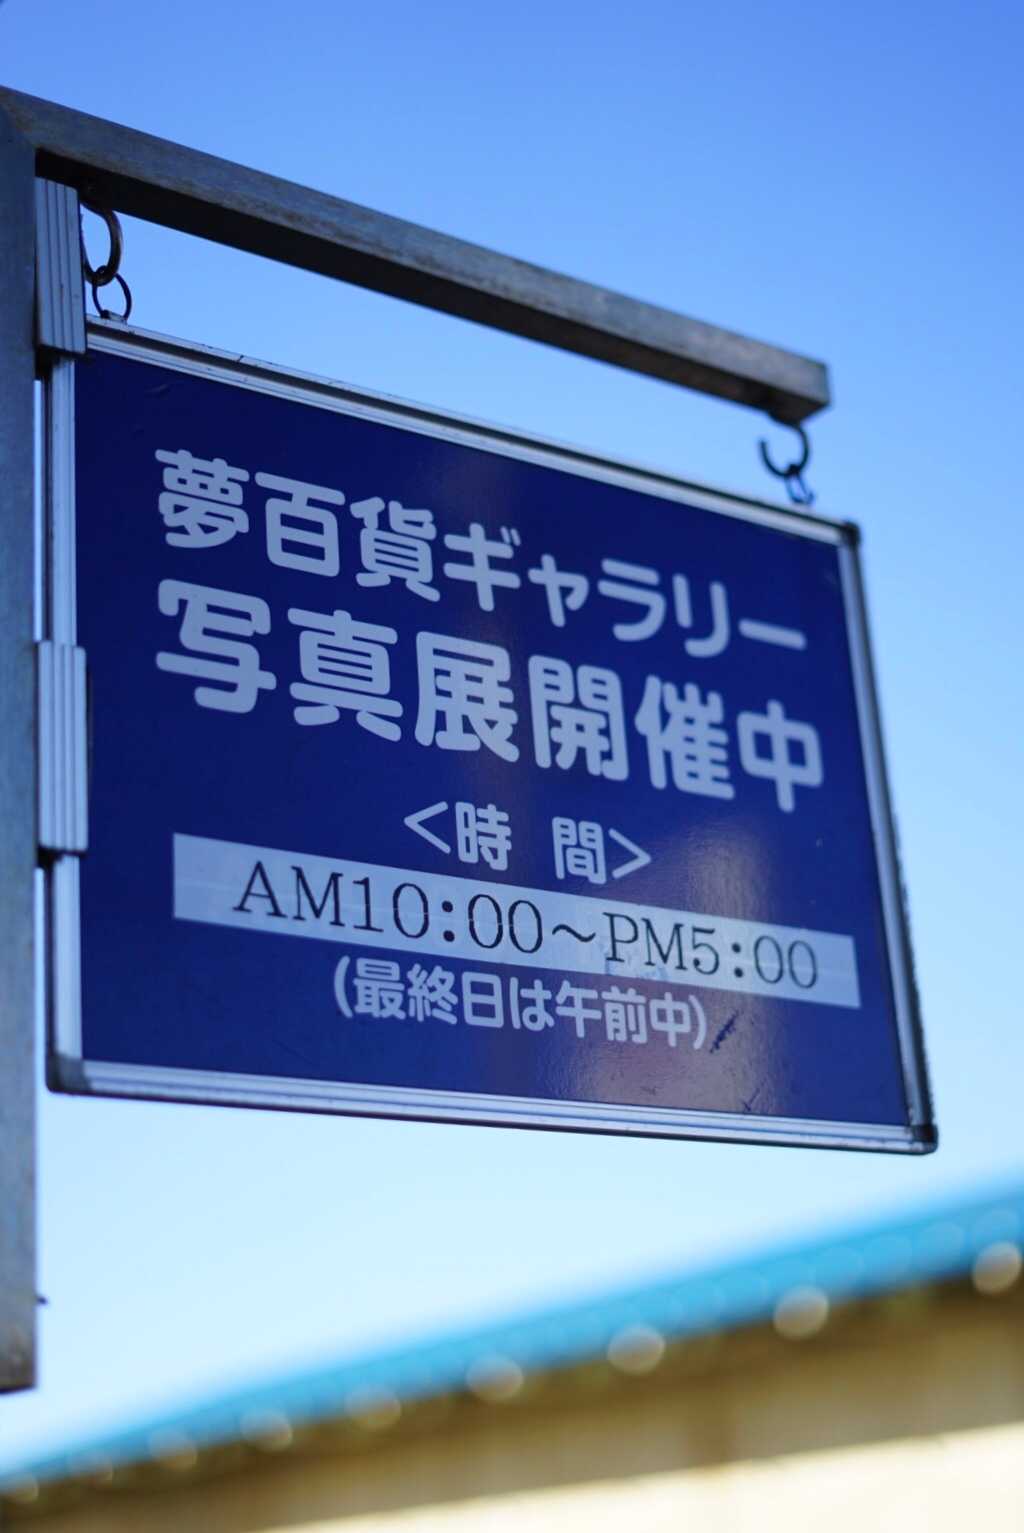 夢百貨ギャラリー
写真展開催中
<時　間>
AM10:00～PM5:00
(最終日は午前中)